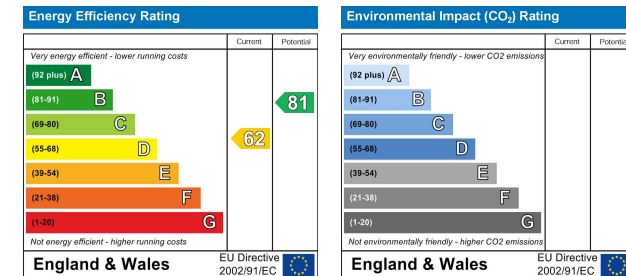 Energy Efficiency Rating
Current Potential
Very energy efficient - lower running costs
(92 plus) A
(81-91) B
81
(69-80) C
62
(55-68) D
(39-54) E
(21-38) F
(1-20) G
Not energy efficient - higher running costs
England & Wales
EU Directive
2002/91/EC
Environmental Impact (CO₂) Rating
Current Potential
Very environmentally friendly - lower CO2 emissions
(92 plus) A
(81-91) B
(69-80) C
(55-68) D
(39-54) E
(21-38) F
(1-20) G
Not environmentally friendly - higher CO2 emissions
England & Wales
EU Directive
2002/91/EC